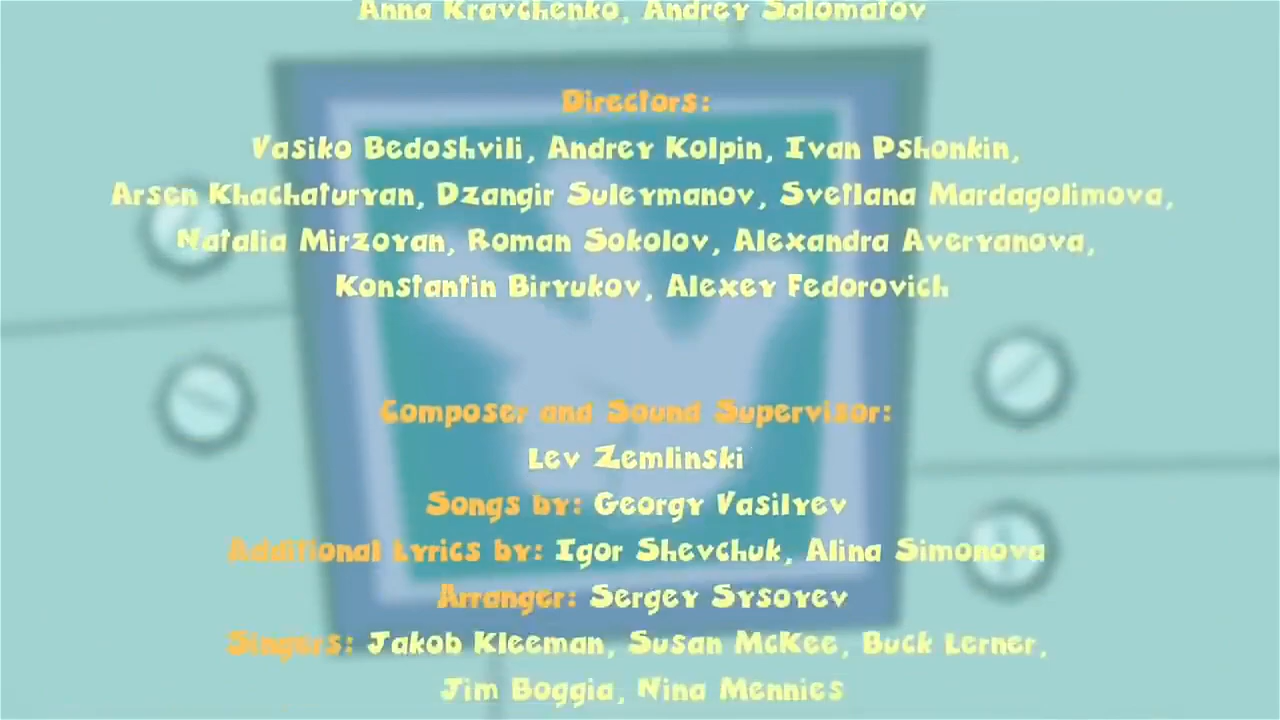 Anna Kravchenko, Andrey Salomatov
Directors:
Vasiko Bedoshvili, Andrey Kolpin, Ivan Pshonkin,
Arsen Khachaturyan, Dzangir Suleymanov, Svetlana Mardagolimova,
Natalia Mirzoyan, Roman Sokolov, Alexandra Averyanova,
Konstantin Biryukov, Alexey Fedorovich
Composer and Sound Supervisor:
Lev Zemlinski
Songs by: Georgy Vasilyev
Additional Lyrics by: Igor Shevchuk, Alina Simonova
Arranger: Sergey Sysoyev
Singers: Jakob Kleeman, Susan McKee, Buck Lerner,
Jim Boggia, Nina Mennies